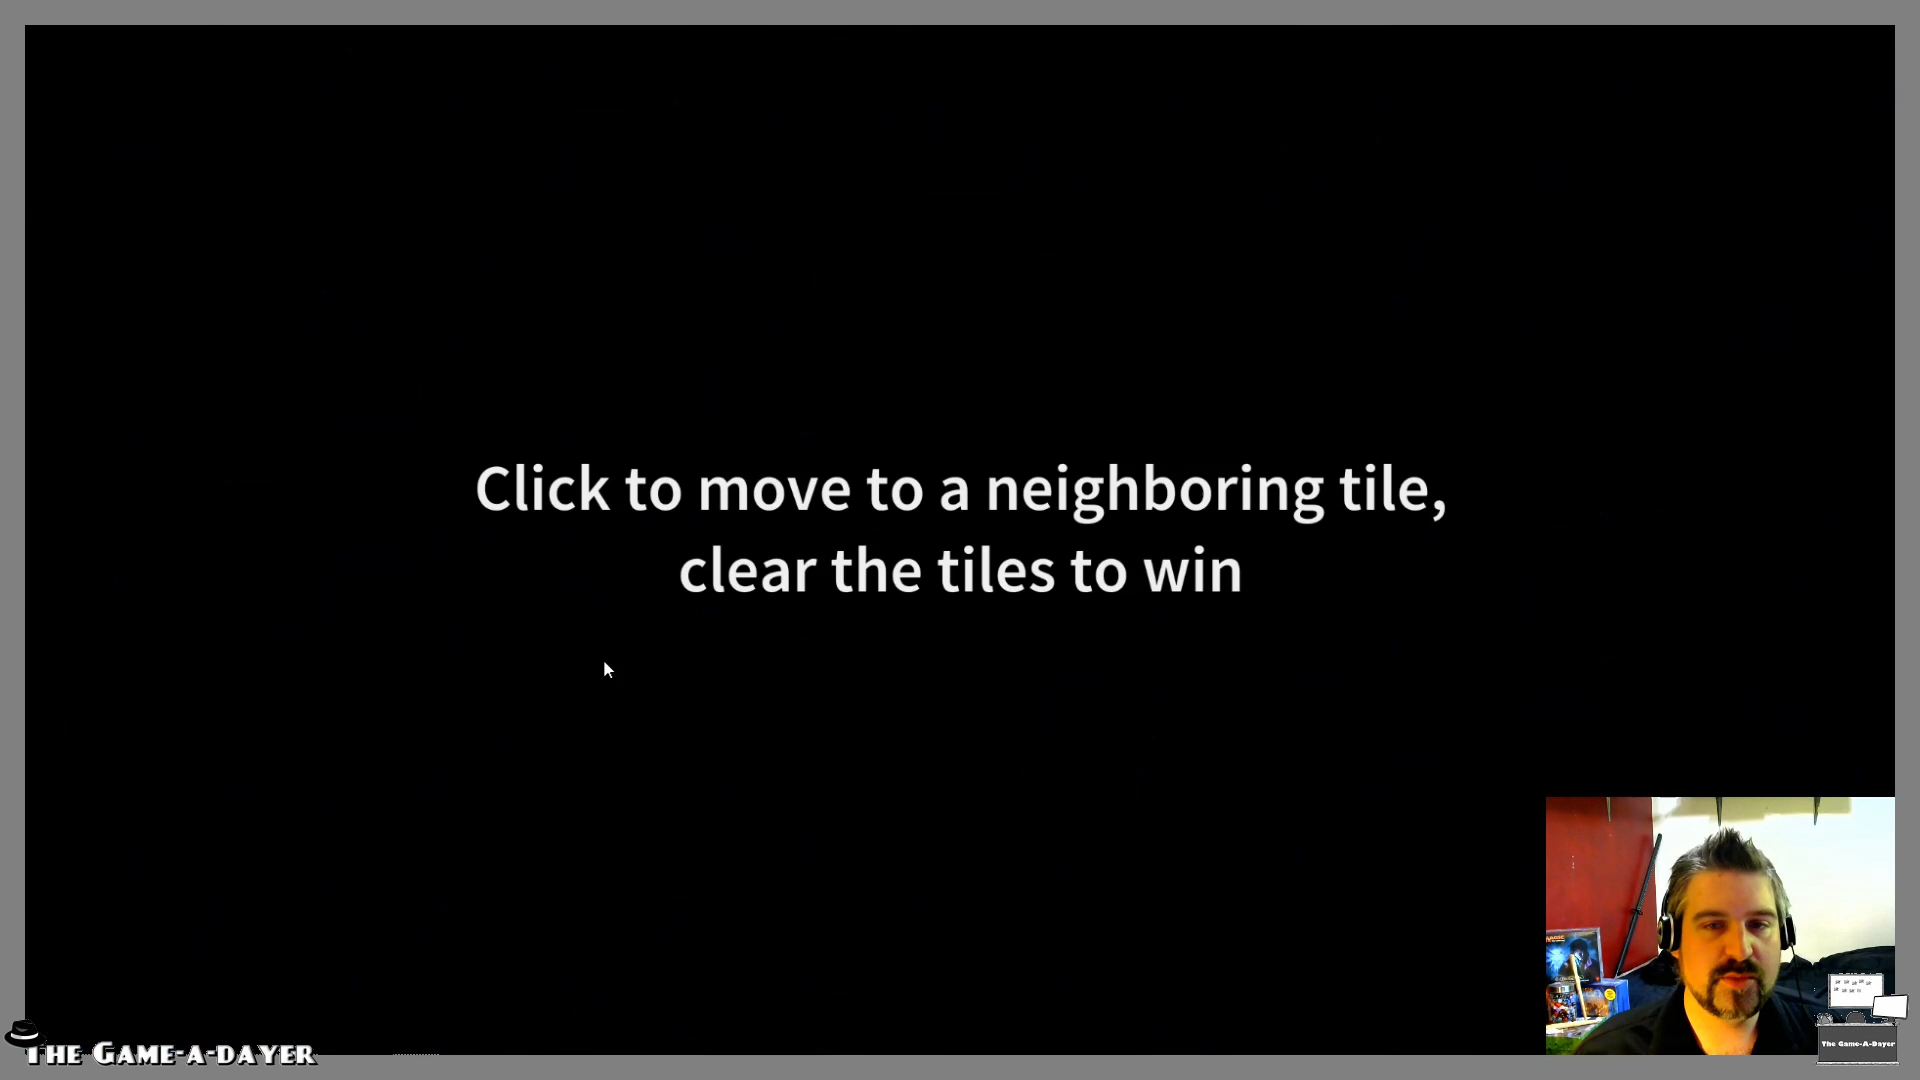 Click to move to a neighboring tile,
clear the tiles to win
The Game-a-dayer
The Game-A-Dayer